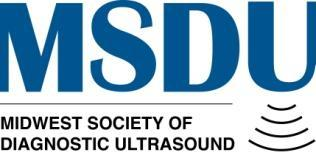 MSDU
MIDWEST SOCIETY OF
DIAGNOSTIC ULTRASOUND